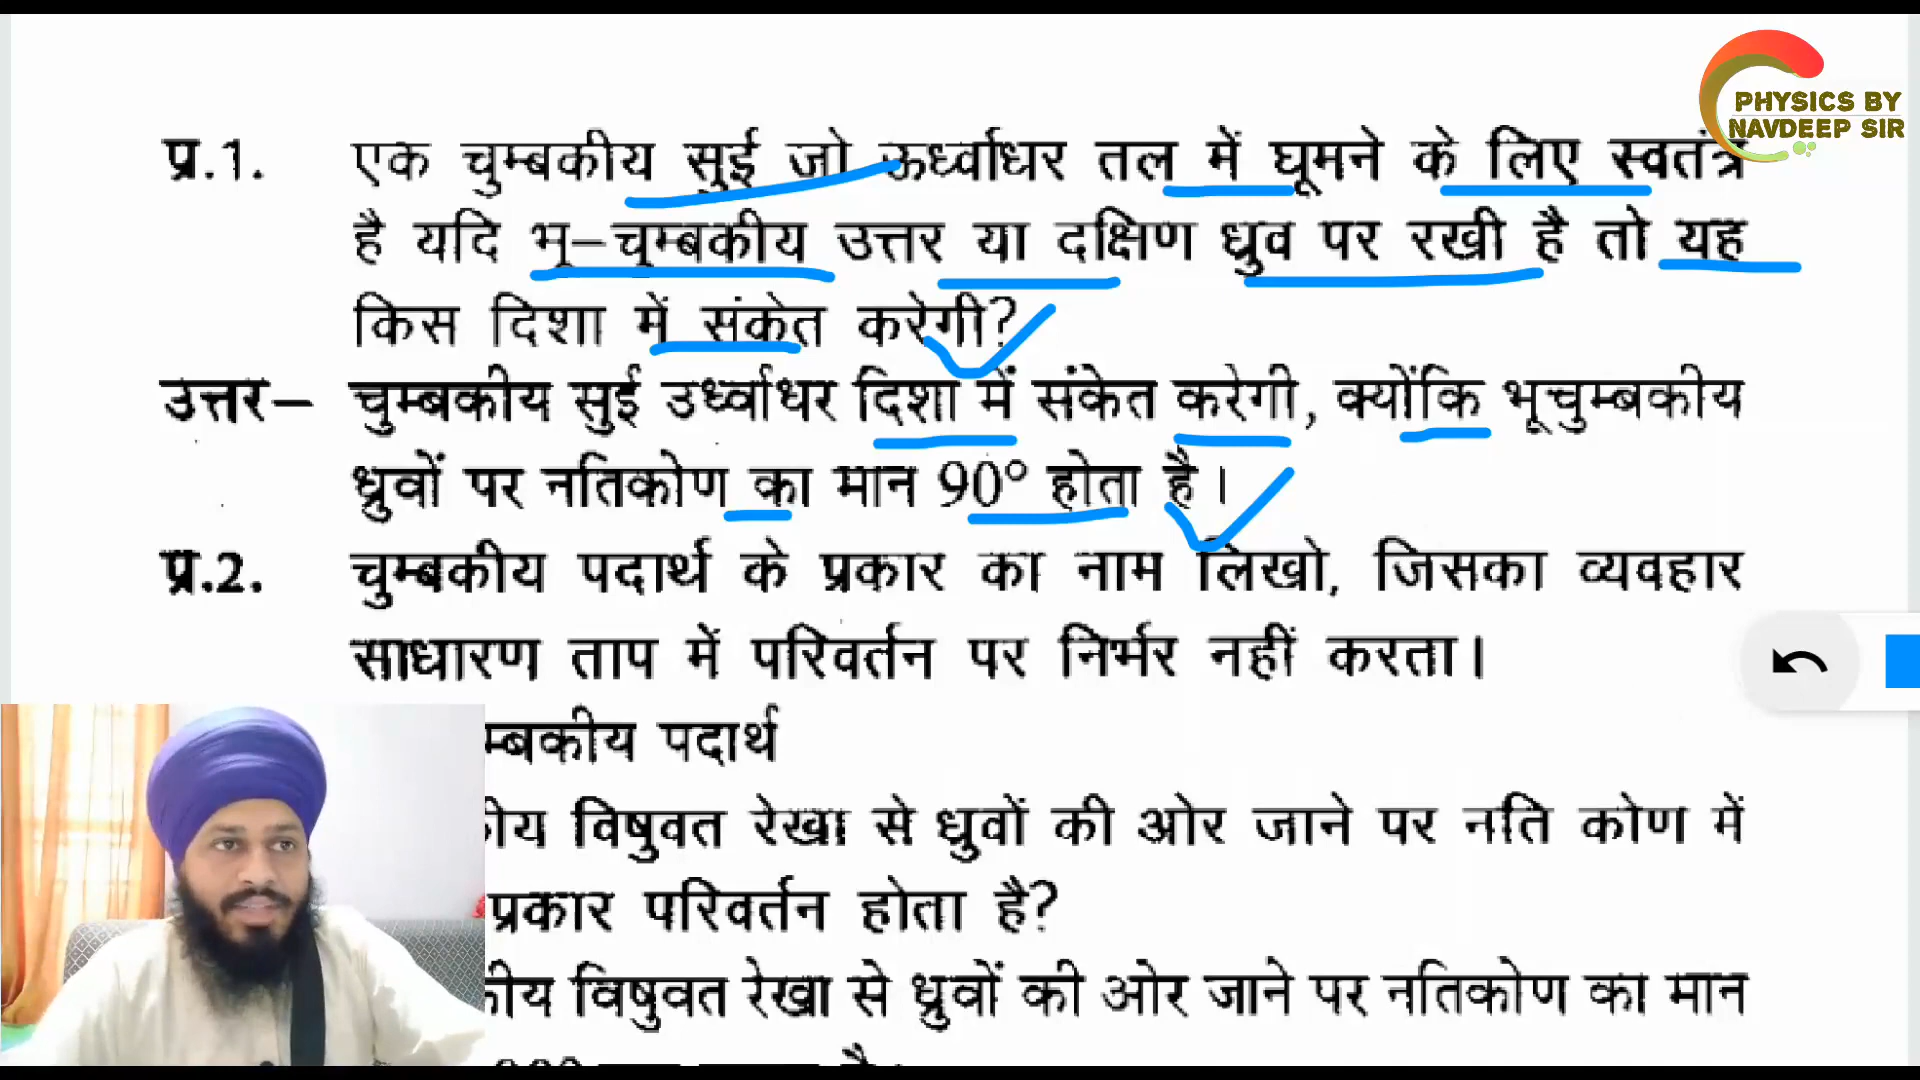 PHYSICS BY
NAVDEEP SIR
प्र.1. एक चुम्बकीय सुई जो ऊर्ध्वाधर तल में घूमने के लिए स्वतंत्र
है यदि भू–चुम्बकीय उत्तर या दक्षिण ध्रुव पर रखी है तो यह
किस दिशा में संकेत करेगी?
उत्तर– चुम्बकीय सुई उर्ध्वाधर दिशा में संकेत करेगी, क्योंकि भूचुम्बकीय
ध्रुवों पर नतिकोण का मान 90° होता है।
प्र.2. चुम्बकीय पदार्थ के प्रकार का नाम लिखो, जिसका व्यवहार
साधारण ताप में परिवर्तन पर निर्भर नहीं करता।
म्बकीय पदार्थ
कीय विषुवत रेखा से ध्रुवों की ओर जाने पर नति कोण में
प्रकार परिवर्तन होता है?
कीय विषुवत रेखा से ध्रुवों की ओर जाने पर नतिकोण का मान